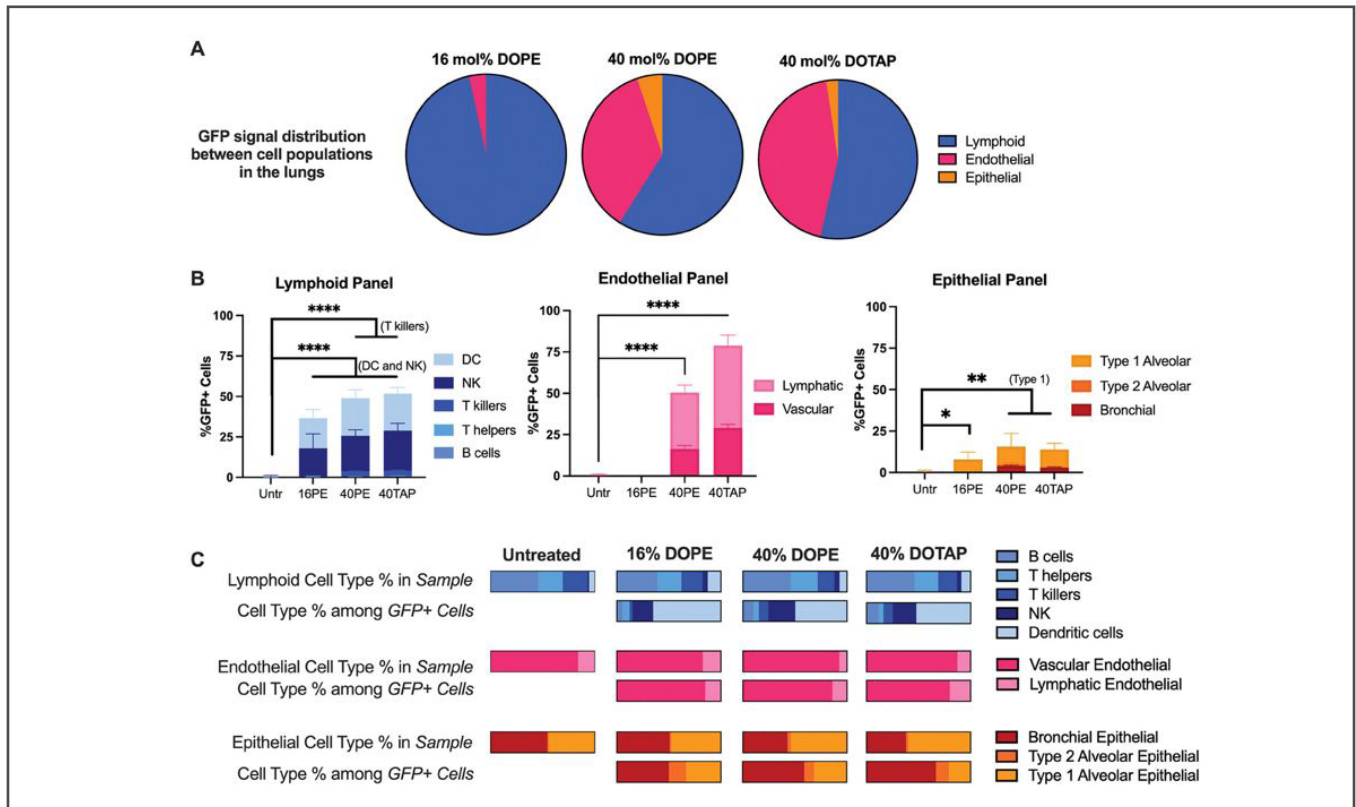 A
16 mol% DOPE
40 mol% DOPE
40 mol% DOTAP
GFP signal distribution
between cell populations
in the lungs
Lymphoid
Endothelial
Epithelial
B
Lymphoid Panel
%GFP+ Cells
100
75
50
25
0
****
(T killers)
****
(DC and NK)
Untr
16PE
40PE
40TAP
DC
NK
T killers
T helpers
B cells
Endothelial Panel
%GFP+ Cells
100
75
50
25
0
****
****
Untr
16PE
40PE
40TAP
Lymphatic
Vascular
Epithelial Panel
%GFP+ Cells
100
75
50
25
0
**
(Type 1)
*
Untr
16PE
40PE
40TAP
Type 1 Alveolar
Type 2 Alveolar
Bronchial
C
Untreated
16% DOPE
40% DOPE
40% DOTAP
Lymphoid Cell Type % in Sample
Cell Type % among GFP+ Cells
B cells
T helpers
T killers
NK
Dendritic cells
Endothelial Cell Type % in Sample
Cell Type % among GFP+ Cells
Vascular Endothelial
Lymphatic Endothelial
Epithelial Cell Type % in Sample
Cell Type % among GFP+ Cells
Bronchial Epithelial
Type 2 Alveolar Epithelial
Type 1 Alveolar Epithelial